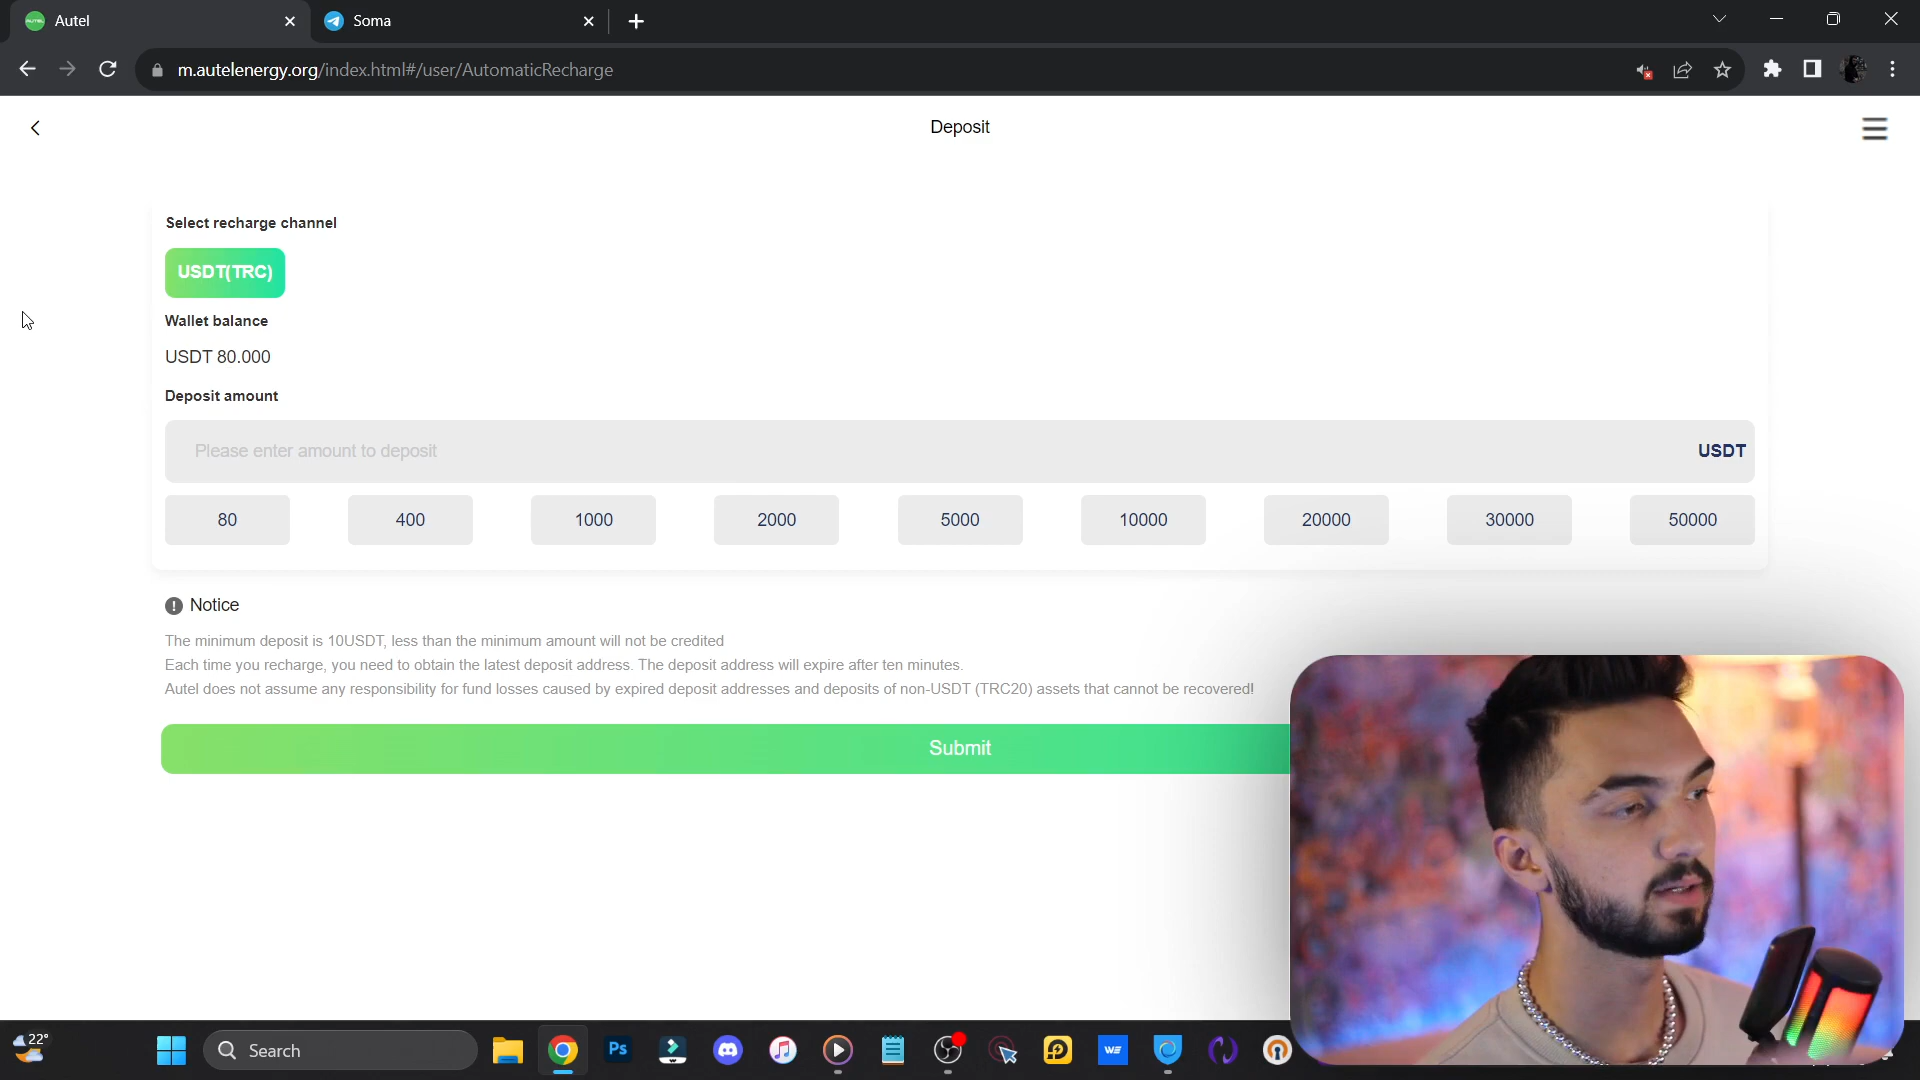 Autel
Soma
m.autelenergy.org/index.html#/user/AutomaticRecharge
Deposit
Select recharge channel
USDT(TRC)
Wallet balance
USDT 80.000
Deposit amount
Please enter amount to deposit
USDT
80 400 1000 2000 5000 10000 20000 30000 50000
Notice
The minimum deposit is 10USDT, less than the minimum amount will not be credited
Each time you recharge, you need to obtain the latest deposit address. The deposit address will expire after ten minutes.
Autel does not assume any responsibility for fund losses caused by expired deposit addresses and deposits of non-USDT (TRC20) assets that cannot be recovered!
Submit
22°
Search
Ps
WE